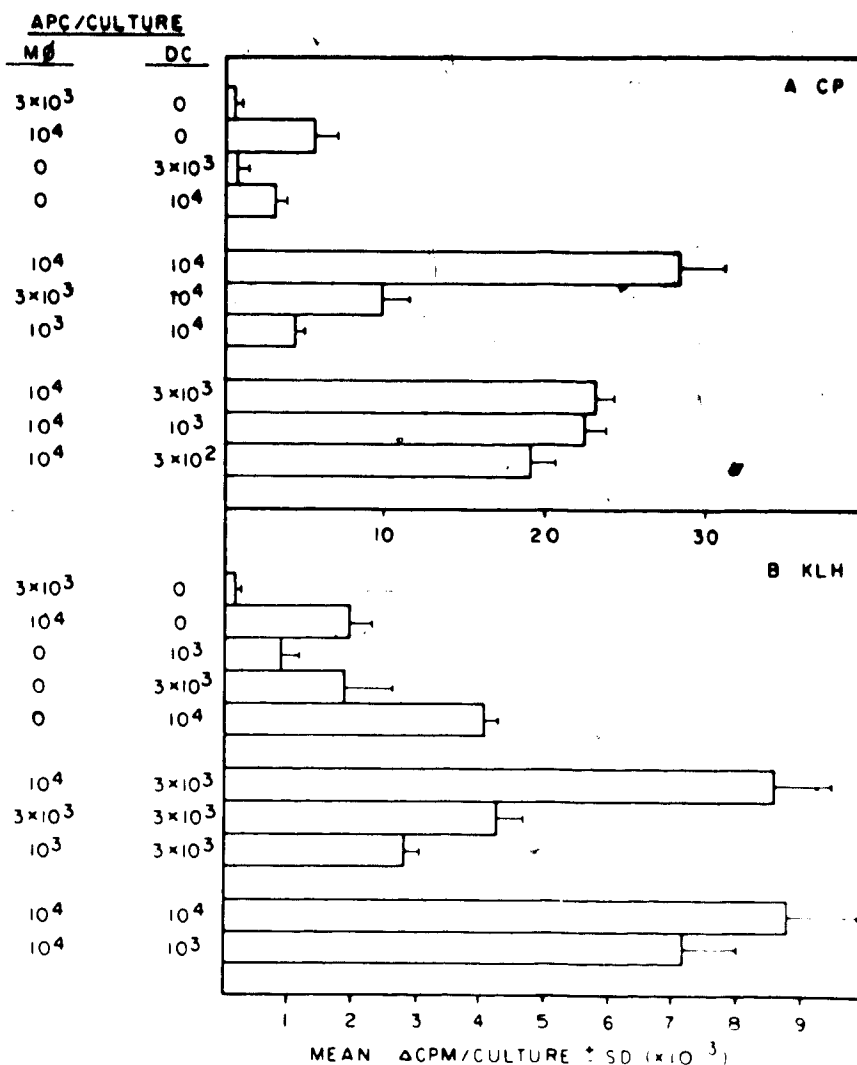 APC/CULTURE
MØ DC
A CP
3×10³ 0
10⁴ 0
0 3×10³
0 10⁴
10⁴ 10⁴
3×10³ 10⁴
10³ 10⁴
10⁴ 3×10³
10⁴ 10³
10⁴ 3×10²
10 20 30
B KLH
3×10³ 0
10⁴ 0
0 10³
0 3×10³
0 10⁴
10⁴ 3×10³
3×10³ 3×10³
10³ 3×10³
10⁴ 10⁴
10⁴ 10³
1 2 3 4 5 6 7 8 9
MEAN ΔCPM/CULTURE ± SD (×10³)